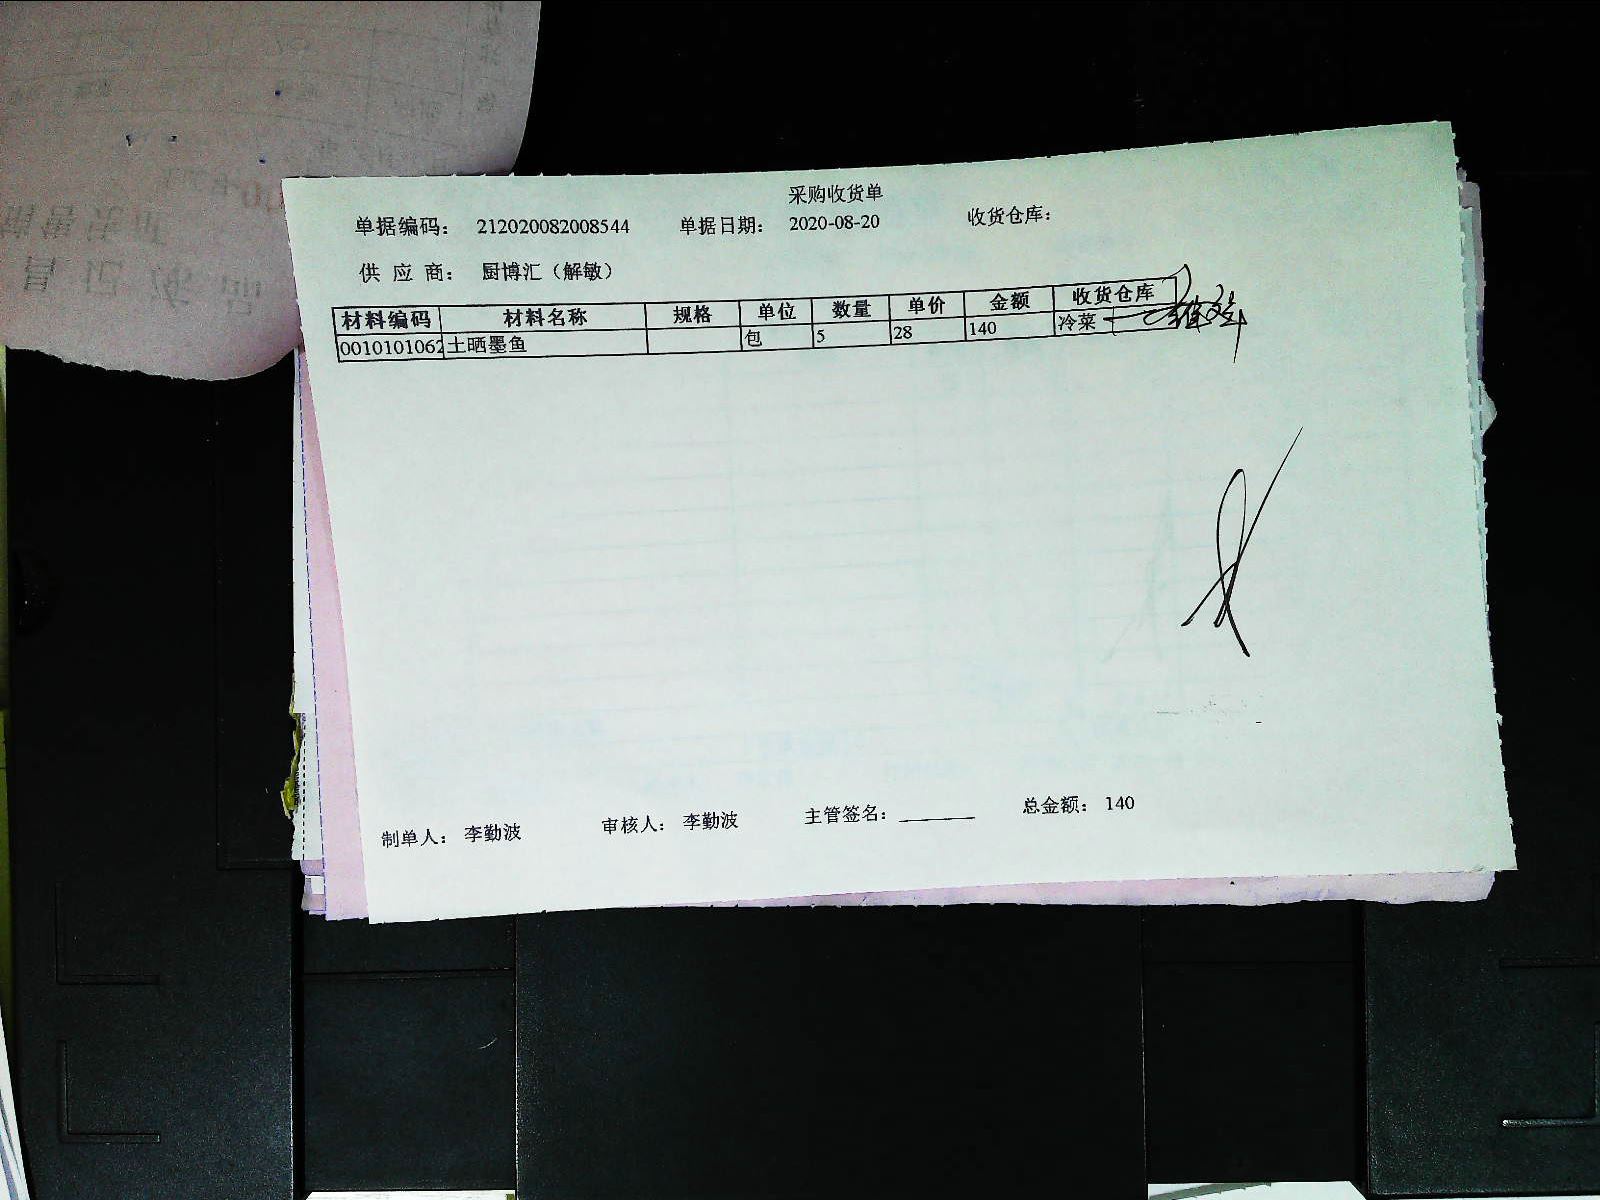 采购收货单
单据编码： 212020082008544 单据日期： 2020-08-20 收货仓库：
供 应 商： 厨博汇（解敏）
材料编码 材料名称 规格 单位 数量 单价 金额 收货仓库
0010101062 土晒墨鱼 包 5 28 140 冷菜
制单人： 李勤波 审核人： 李勤波 主管签名： 总金额： 140